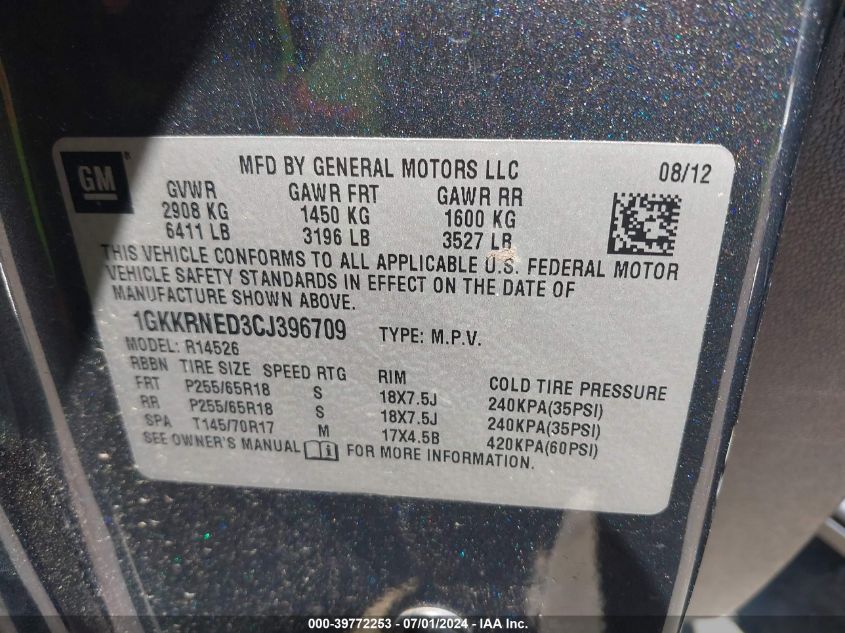 GM
MFD BY GENERAL MOTORS LLC 08/12
GVWR GAWR FRT GAWR RR
2908 KG 1450 KG 1600 KG
6411 LB 3196 LB 3527 LB
THIS VEHICLE CONFORMS TO ALL APPLICABLE U.S. FEDERAL MOTOR
VEHICLE SAFETY STANDARDS IN EFFECT ON THE DATE OF
MANUFACTURE SHOWN ABOVE.
1GKKRNED3CJ396709 TYPE: M.P.V.
MODEL: R14526
RBBN TIRE SIZE SPEED RTG RIM COLD TIRE PRESSURE
FRT P255/65R18 S 18X7.5J 240KPA(35PSI)
RR P255/65R18 S 18X7.5J 240KPA(35PSI)
SPA T145/70R17 M 17X4.5B 420KPA(60PSI)
SEE OWNER'S MANUAL FOR MORE INFORMATION.
000-39772253 - 07/01/2024 - IAA Inc.